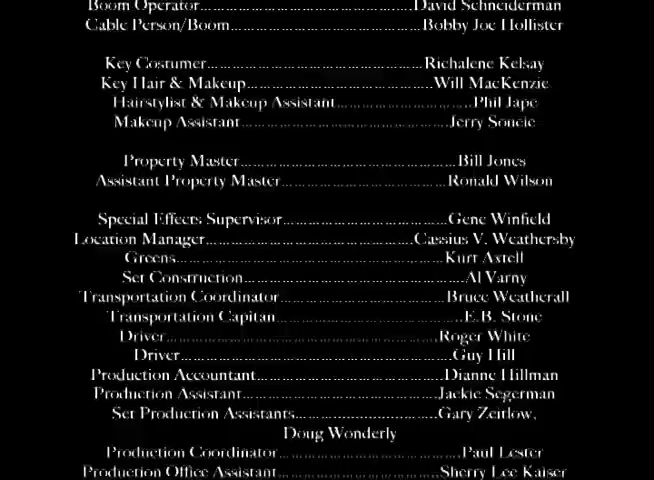 Boom Operator……………………………………….David Schneiderman
Cable Person/Boom……………………………………Bobby Joe Hollister
Key Costumer……………………………………Richalene Kelsay
Key Hair & Makeup……………………………………Will MacKenzie
Hairstylist & Makeup Assistant…………………………Phil Jape
Makeup Assistant………………………………………Jerry Soucie
Property Master…………………………………………Bill Jones
Assistant Property Master………………………………Ronald Wilson
Special Effects Supervisor………………………………Gene Winfield
Location Manager………………………………………Cassius V. Weathersby
Greens……………………………………………………Kurt Axtell
Set Construction…………………………………………Al Varny
Transportation Coordinator………………………………Bruce Weatherall
Transportation Capitan……………………………………E.B. Stone
Driver……………………………………………………Roger White
Driver……………………………………………………Guy Hill
Production Accountant……………………………………Dianne Hillman
Production Assistant………………………………………Jackie Segerman
Set Production Assistants…………………………Gary Zeitlow,
Doug Wonderly
Production Coordinator……………………………………Paul Lester
Production Office Assistant………………………………Sherry Lee Kaiser